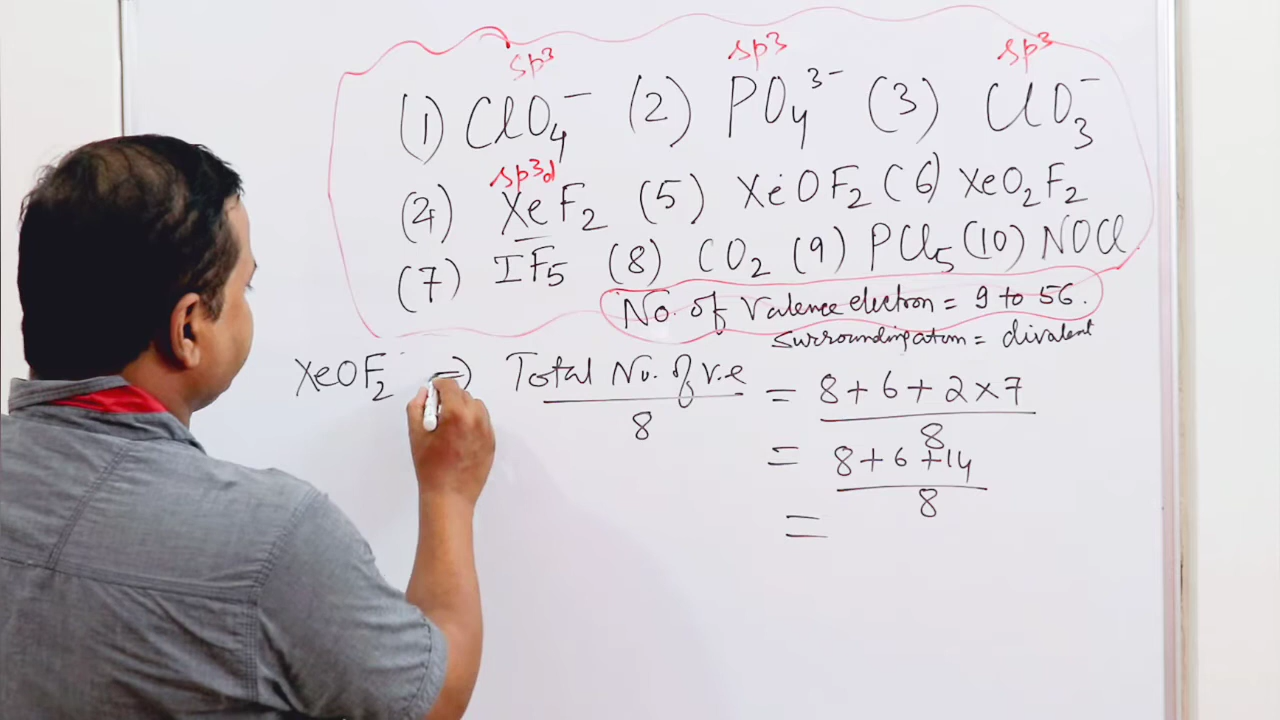 sp³ sp³ sp³
(1) ClO₄⁻ (2) PO₄³⁻ (3) ClO₃⁻
sp³d
(4) XeF₂ (5) XeOF₂ (6) XeO₂F₂
(7) IF₅ (8) CO₂ (9) PCl₅ (10) NOCl
No. of Valence electron = 9 to 56.
Surrounding atom = divalent
XeOF₂ ⇒ Total No. of v.e / 8 = 8+6+2×7 / 8
= 8+6+14 / 8
=